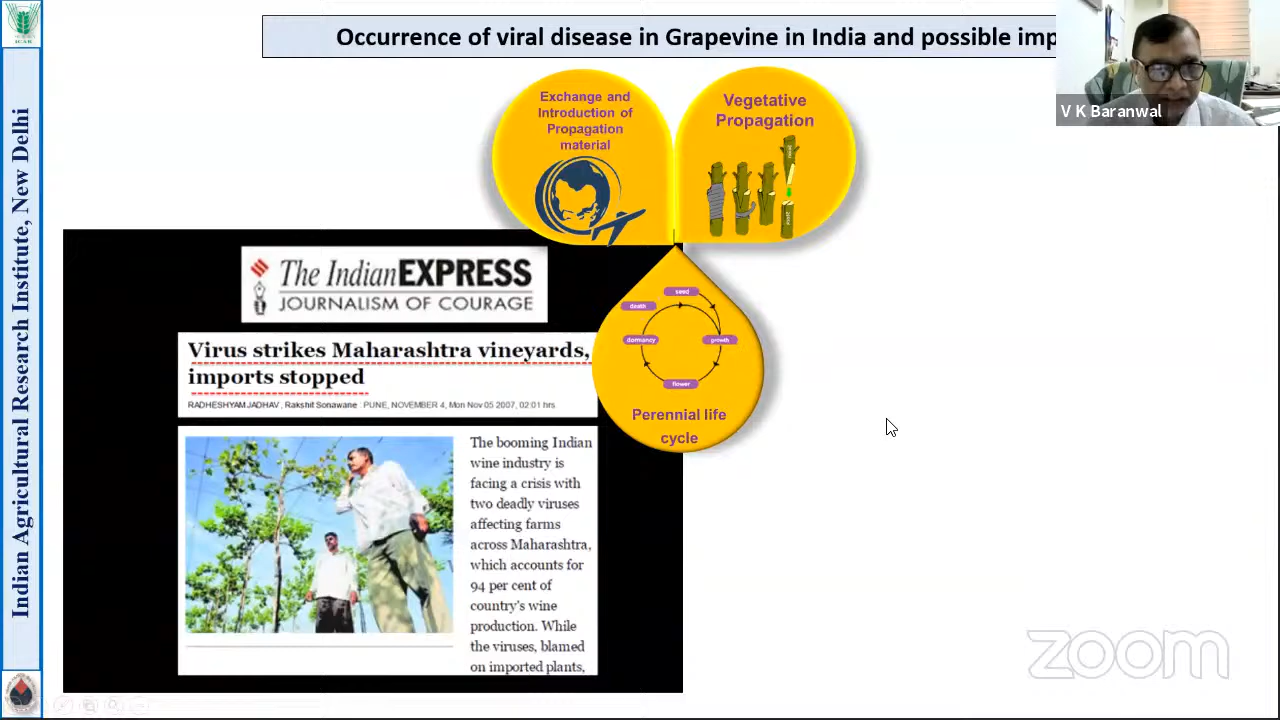 Occurrence of viral disease in Grapevine in India and possible imp
V K Baranwal
ICAR
Indian Agricultural Research Institute, New Delhi
Exchange and
Introduction of
Propagation
material
Vegetative
Propagation
The Indian EXPRESS
JOURNALISM OF COURAGE
Virus strikes Maharashtra vineyards,
imports stopped
RADHESHYAM JADHAV, Rakshit Sonawane : PUNE, NOVEMBER 4, Mon Nov 05 2007, 02:01 hrs
The booming Indian
wine industry is
facing a crisis with
two deadly viruses
affecting farms
across Maharashtra,
which accounts for
94 per cent of
country's wine
production. While
the viruses, blamed
on imported plants,
seed
death
dormancy
growth
flower
Perennial life
cycle
zoom